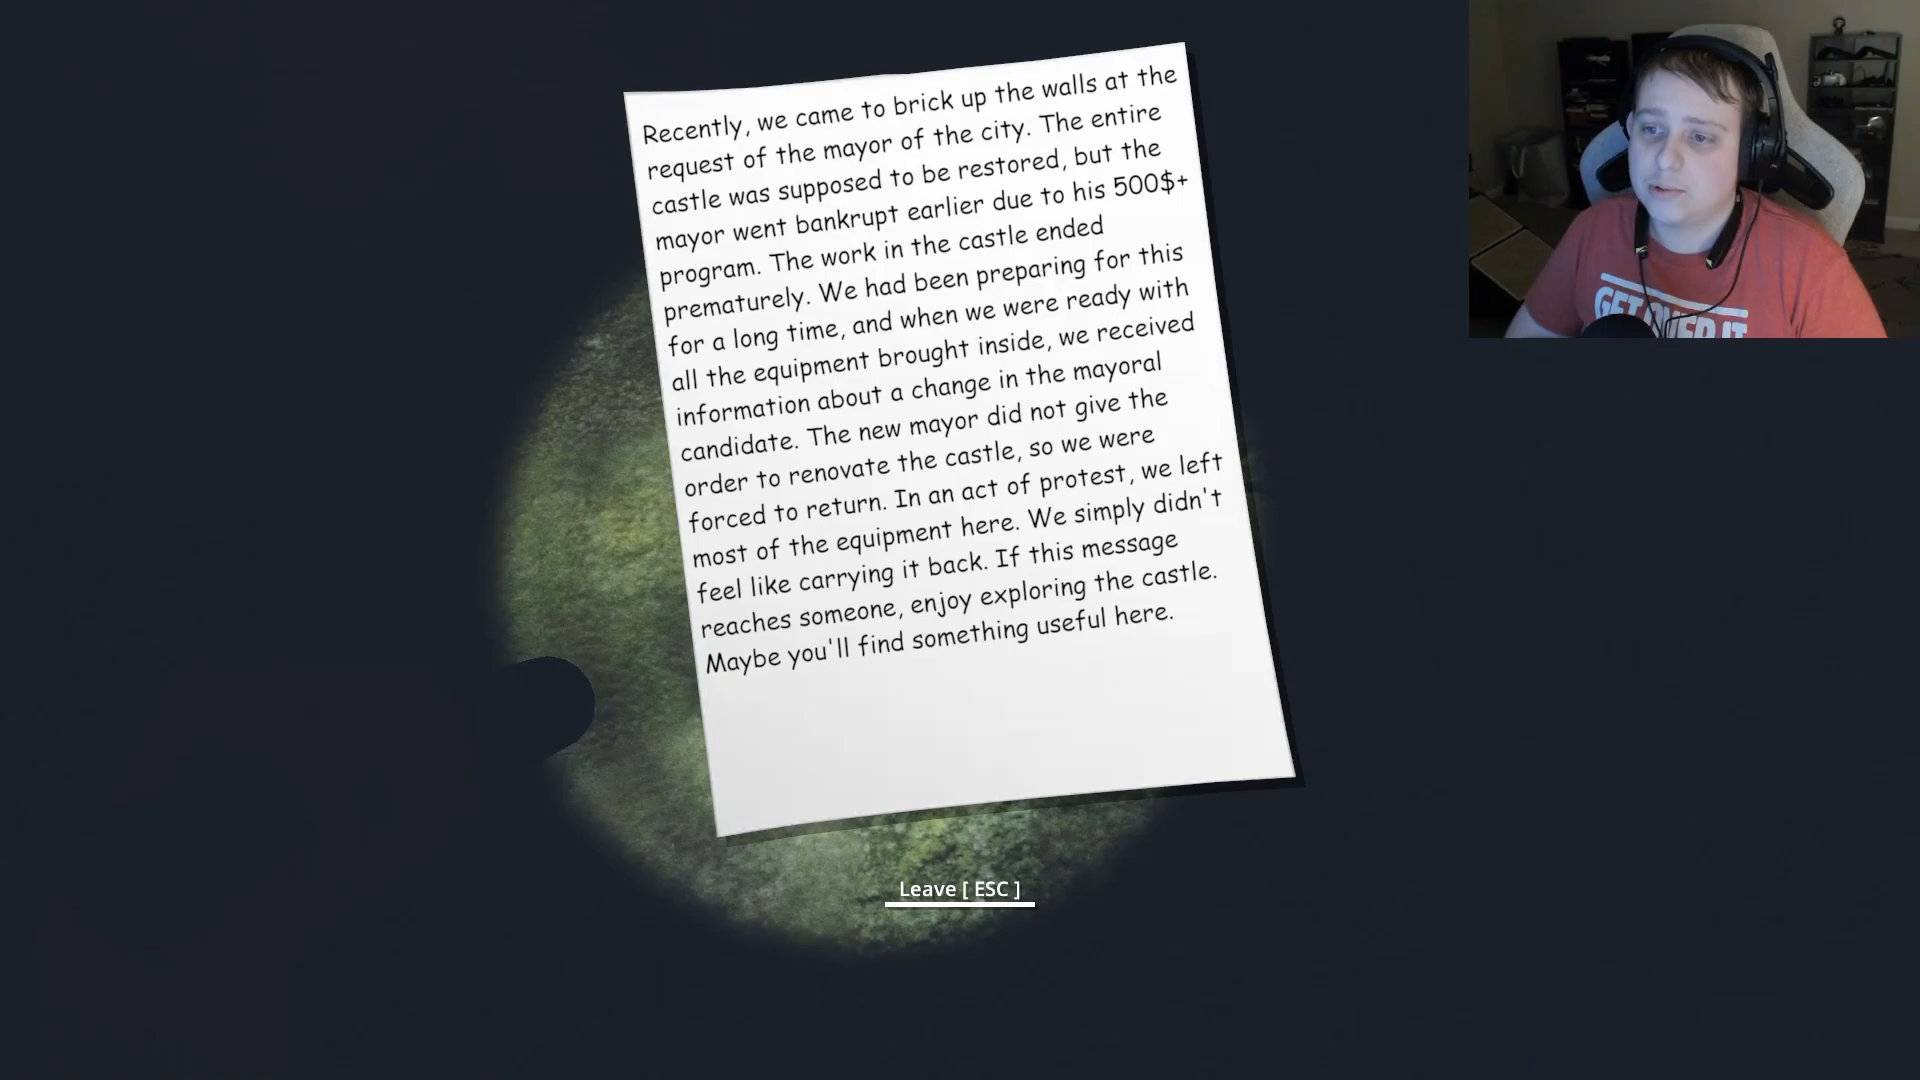 Recently, we came to brick up the walls at the
request of the mayor of the city. The entire
castle was supposed to be restored, but the
mayor went bankrupt earlier due to his 500$+
program. The work in the castle ended
prematurely. We had been preparing for this
for a long time, and when we were ready with
all the equipment brought inside, we received
information about a change in the mayoral
candidate. The new mayor did not give the
order to renovate the castle, so we were
forced to return. In an act of protest, we left
most of the equipment here. We simply didn't
feel like carrying it back. If this message
reaches someone, enjoy exploring the castle.
Maybe you'll find something useful here.
Leave [ ESC ]
GET OVER IT